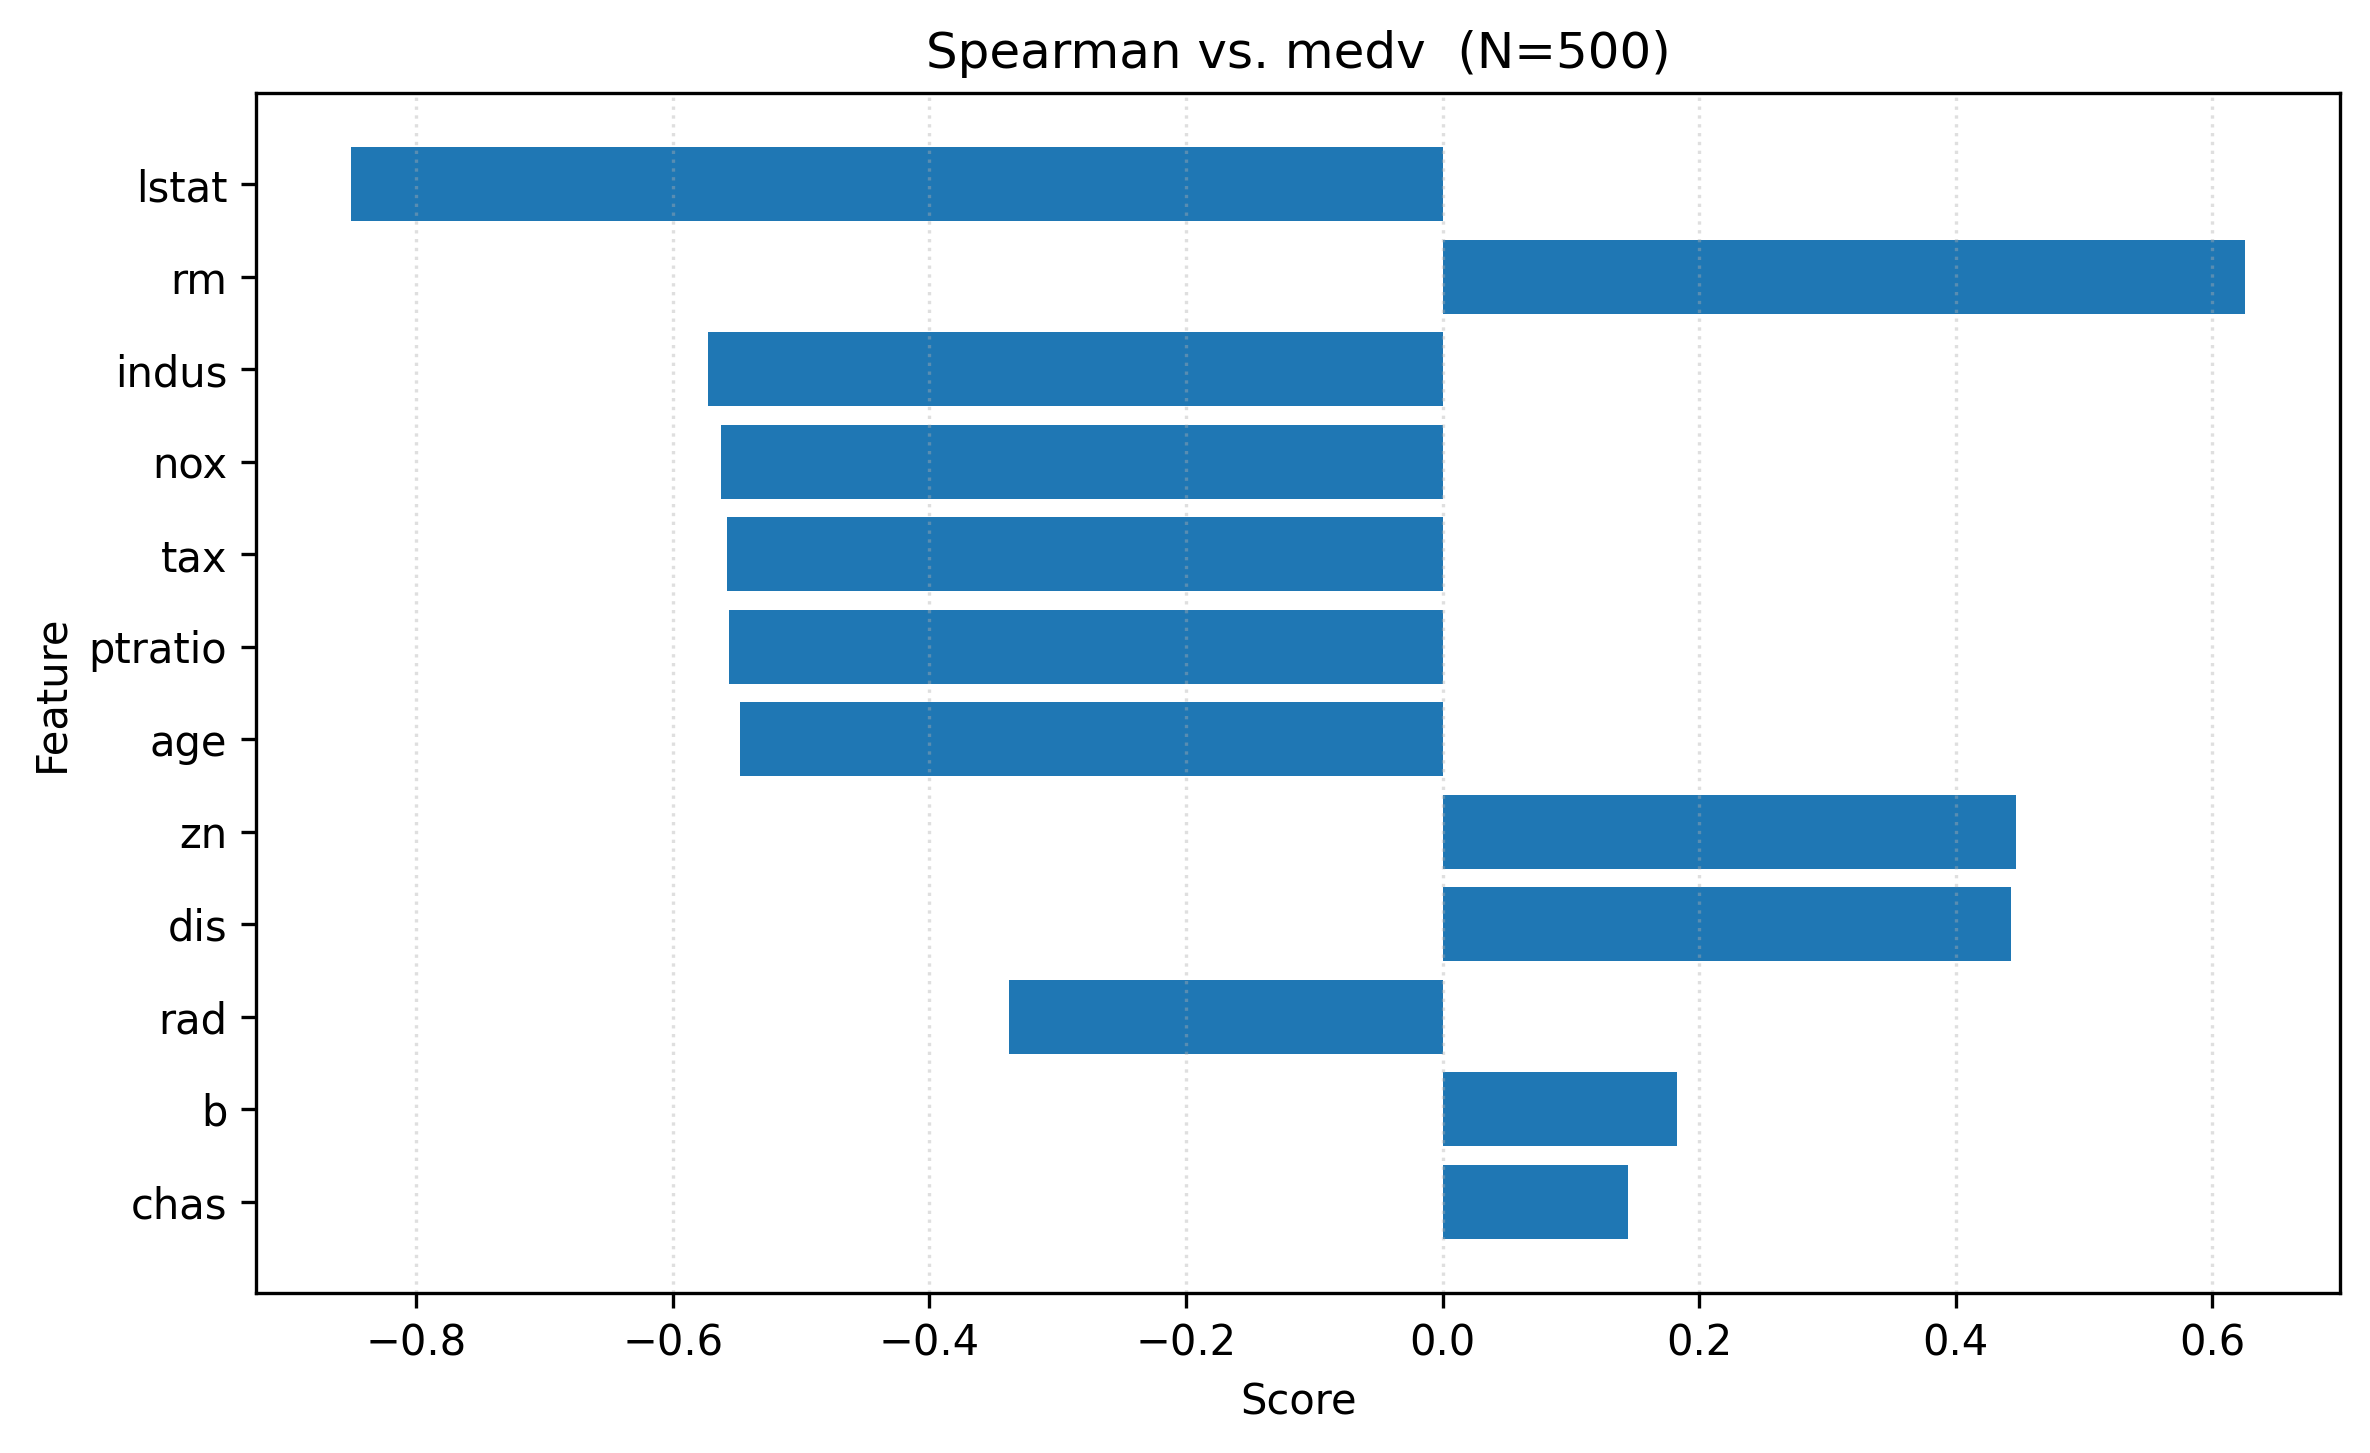 Spearman vs. medv  (N=500)
Feature
lstat
rm
indus
nox
tax
ptratio
age
zn
dis
rad
b
chas
−0.8 −0.6 −0.4 −0.2 0.0 0.2 0.4 0.6
Score